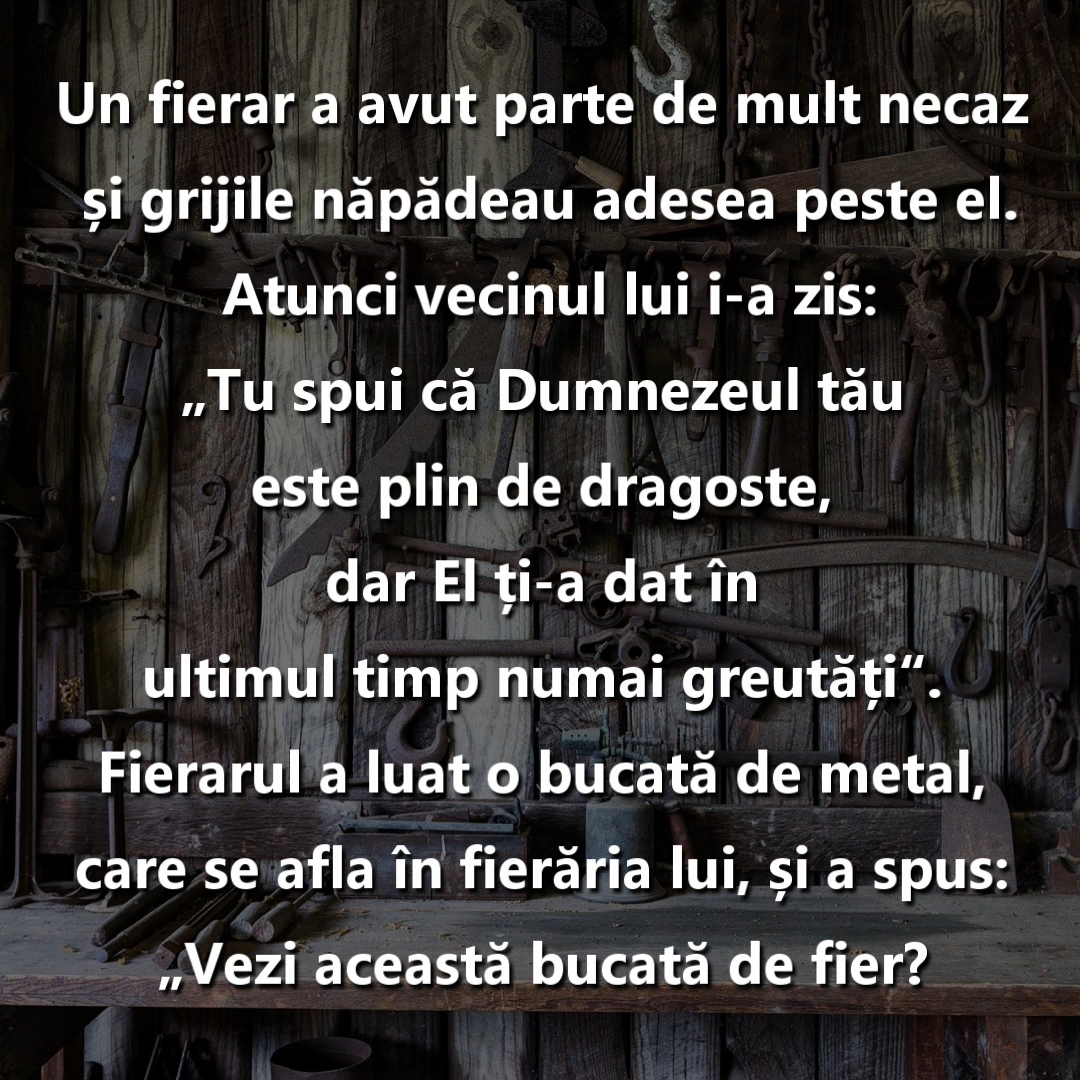 Un fierar a avut parte de mult necaz
și grijile năpădeau adesea peste el.
Atunci vecinul lui i-a zis:
„Tu spui că Dumnezeul tău
este plin de dragoste,
dar El ți-a dat în
ultimul timp numai greutăți“.
Fierarul a luat o bucată de metal,
care se afla în fierăria lui, și a spus:
„Vezi această bucată de fier?